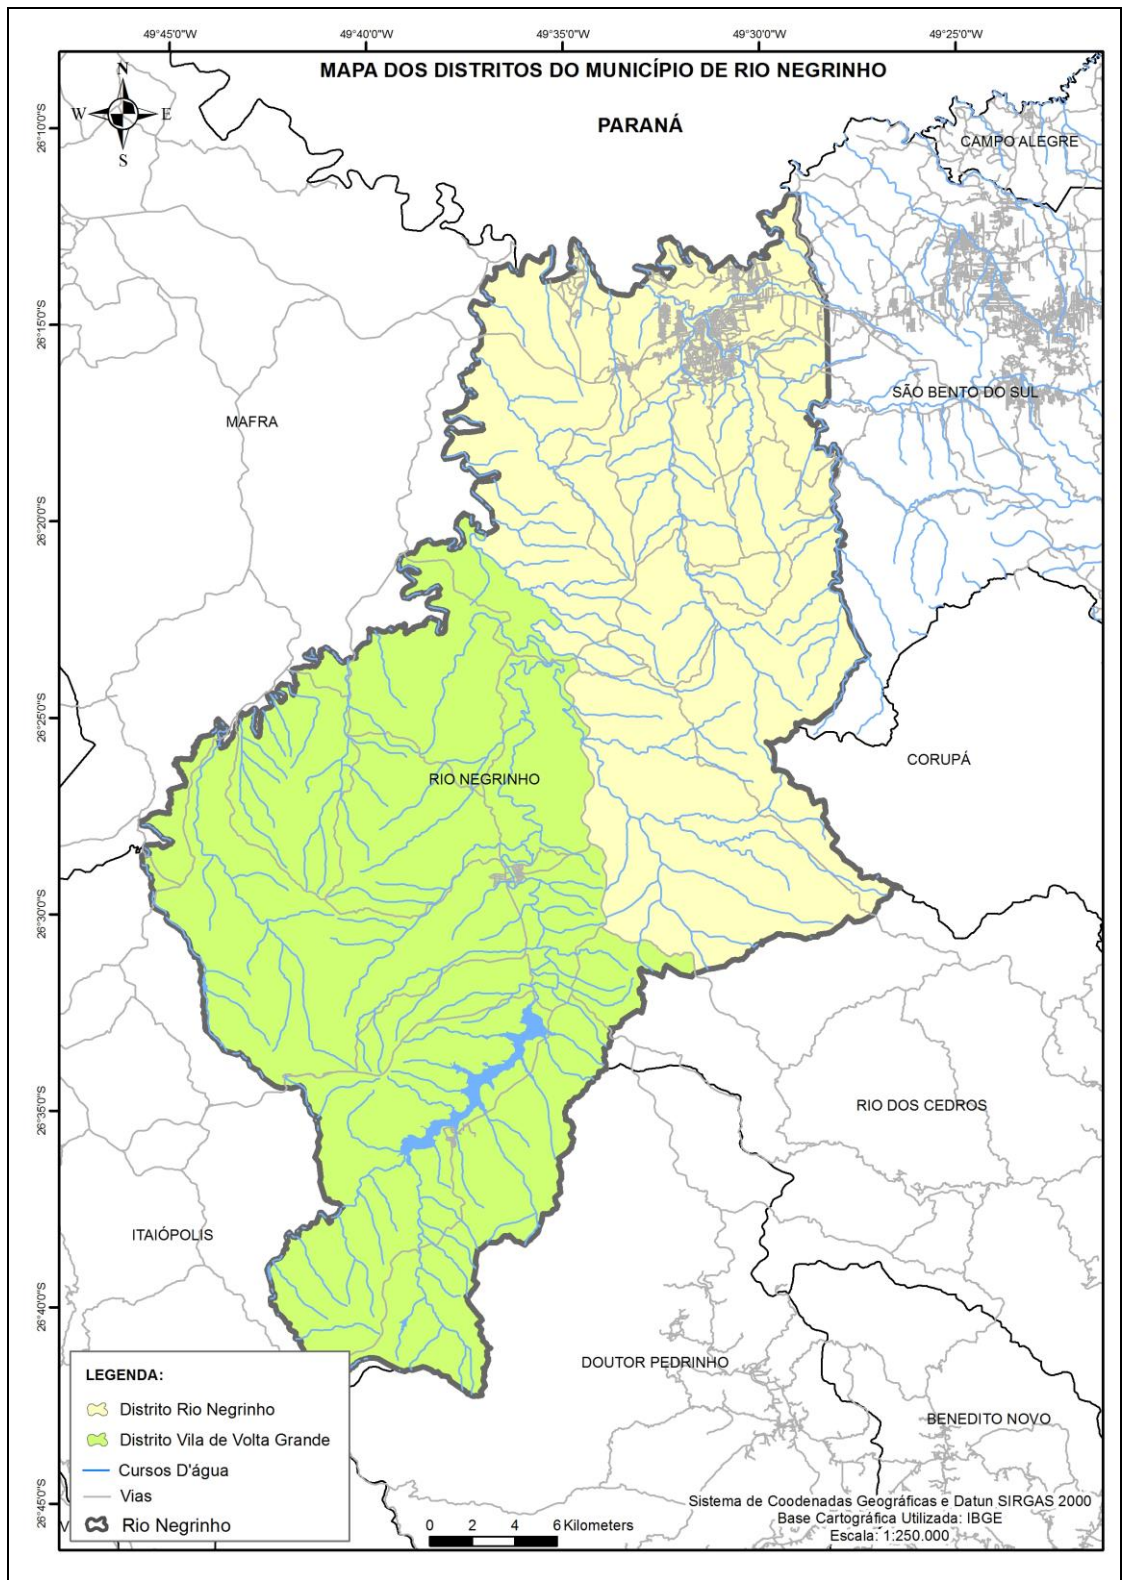 49°45'0"S
49°40'0"S
49°35'0"S
49°30'0"S
49°25'0"S
MAPA DOS DISTRITOS DO MUNICÍPIO DE RIO NEGRINHO
N
W
E
S
PARANÁ
26°10'0"S
CAMPO ALEGRE
26°15'0"S
SÃO BENTO DO SUL
MAFRA
26°20'0"S
26°25'0"S
CORUPÁ
RIO NEGRINHO
26°30'0"S
RIO DOS CEDROS
26°35'0"S
ITAIÓPOLIS
26°40'0"S
DOUTOR PEDRINHO
BENEDITO NOVO
26°45'0"S
LEGENDA:
Distrito Rio Negrinho
Distrito Vila de Volta Grande
Cursos D'água
Vias
Rio Negrinho
0 2 4 6 Kilometers
Sistema de Coodenadas Geográficas e Datun SIRGAS 2000
Base Cartográfica Utilizada: IBGE
Escala: 1:250.000